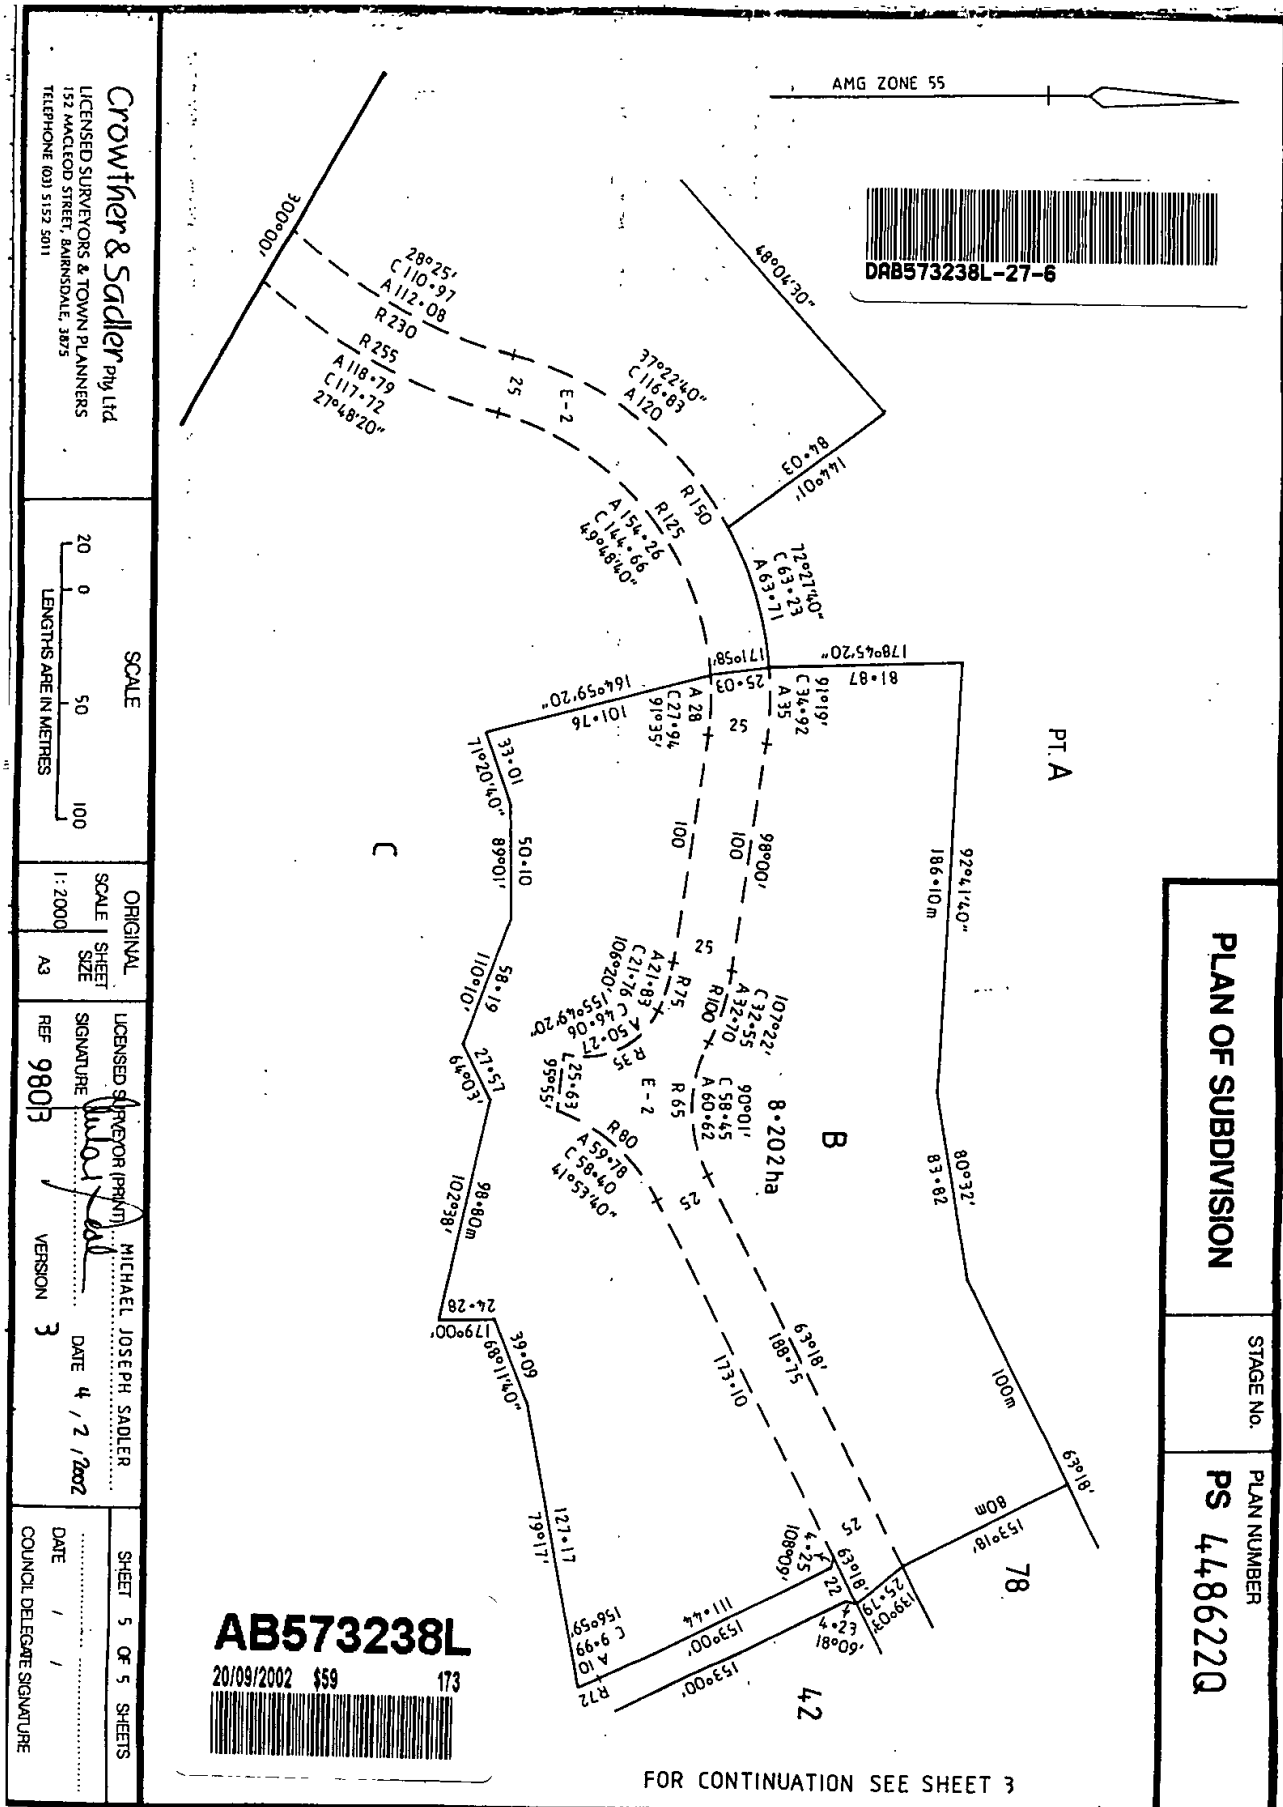 PLAN OF SUBDIVISION
STAGE No.
PLAN NUMBER
PS 448622Q
AMG ZONE 55
DAB573238L-27-6
48°04'30"
84·03
144°01'
PT. A
178°45'20"
81·87
92°41'40"
186·10m
80°32'
83·82
100m
63°18'
80m
153°18'
78
B
8·202ha
300°00'
28°25'
C 110·97
A 112·08
R 230
R 255
A 118·79
C 117·72
27°48'20"
25
E-2
37°22'40"
C 116·83
A 120
R 150
R 125
A 154·26
C 144·66
49°48'40"
72°27'40"
C 63·23
A 63·71
171°58'
25·03
91°19'
C 34·92
A 35
A 28
C 27·94
91°35'
25
98°00'
100
100
25
107°22'
C 32·55
A 32·70
R 100
R 75
A 21·83
C 21·76
106°20'
90°01'
C 58·45
A 60·62
R 65
E-2
R 35
A 50·27
C 46·06
155°49'20"
25·63
95°55'
R 80
A 59·78
C 58·40
41°53'40"
25
63°18'
188·75
173·10
25
63°18'
22
4·25
108°09'
139°03'
25·79
4·23
18°09'
111·44
153°00'
153°00'
42
R72
A 10
C 9·99
156°59'
164°59'20"
101·76
33·01
71°20'40"
50·10
89°01'
58·19
110°10'
27·57
64°03'
98·80m
102°38'
24·28
179°00'
39·09
68°11'40"
127·17
79°17'
C
FOR CONTINUATION SEE SHEET 3
AB573238L
20/09/2002 $59 173
Crowther & Sadler Pty Ltd
LICENSED SURVEYORS & TOWN PLANNERS
152 MACLEOD STREET, BAIRNSDALE, 3875
TELEPHONE (03) 5152 5011
SCALE
20 0 50 100
LENGTHS ARE IN METRES
ORIGINAL
SCALE SHEET SIZE
1:2000 A3
LICENSED SURVEYOR (PRINT) MICHAEL JOSEPH SADLER
SIGNATURE DATE 4 / 2 / 2002
REF 9803 VERSION 3
SHEET 5 OF 5 SHEETS
DATE / /
COUNCIL DELEGATE SIGNATURE